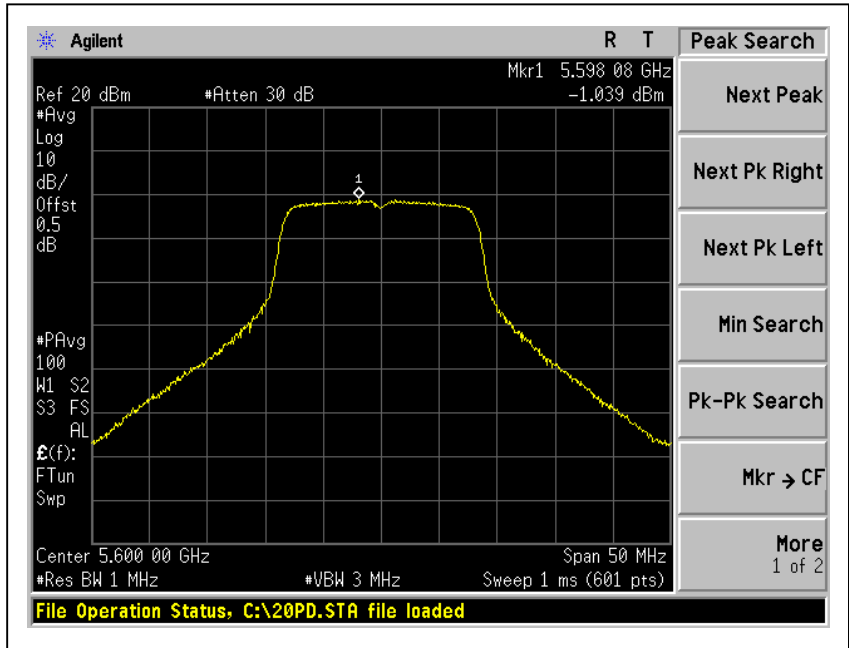 Agilent R T Peak Search
Mkr1 5.598 08 GHz
Ref 20 dBm #Atten 30 dB -1.039 dBm
#Avg
Log
10
dB/
Offst
0.5
dB
1
#PAvg
100
W1 S2
S3 FS
AL
£(f):
FTun
Swp
Center 5.600 00 GHz Span 50 MHz
#Res BW 1 MHz #VBW 3 MHz Sweep 1 ms (601 pts)
File Operation Status, C:\20PD.STA file loaded
Next Peak
Next Pk Right
Next Pk Left
Min Search
Pk-Pk Search
Mkr → CF
More
1 of 2